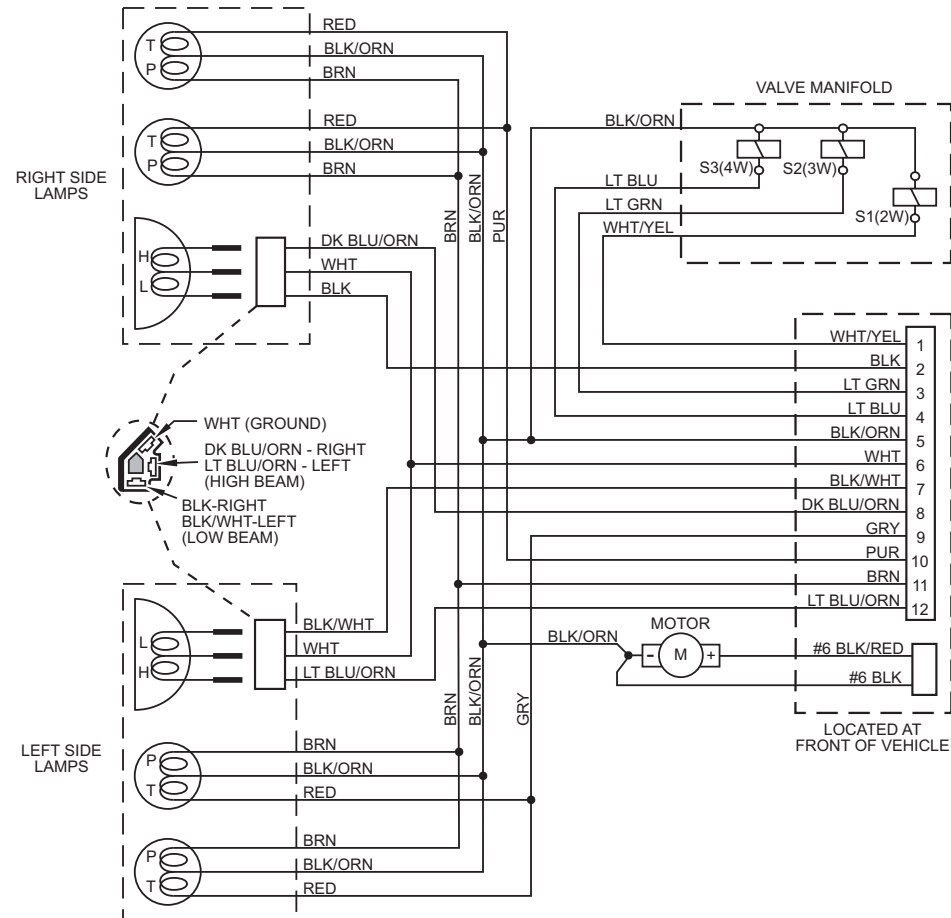 RED
T
BLK/ORN
P
BRN
RED
T
BLK/ORN
P
BRN
RIGHT SIDE
LAMPS
H
L
DK BLU/ORN
WHT
BLK
BRN
BLK/ORN
PUR
VALVE MANIFOLD
BLK/ORN
S3(4W)
S2(3W)
S1(2W)
LT BLU
LT GRN
WHT/YEL
WHT/YEL 1
BLK 2
LT GRN 3
LT BLU 4
BLK/ORN 5
WHT 6
BLK/WHT 7
DK BLU/ORN 8
GRY 9
PUR 10
BRN 11
LT BLU/ORN 12
WHT (GROUND)
DK BLU/ORN - RIGHT
LT BLU/ORN - LEFT
(HIGH BEAM)
BLK-RIGHT
BLK/WHT-LEFT
(LOW BEAM)
MOTOR
BLK/ORN
- M +
#6 BLK/RED
#6 BLK
LOCATED AT
FRONT OF VEHICLE
L
H
BLK/WHT
WHT
LT BLU/ORN
BRN
BLK/ORN
GRY
LEFT SIDE
LAMPS
BRN
P
BLK/ORN
T
RED
BRN
P
BLK/ORN
T
RED